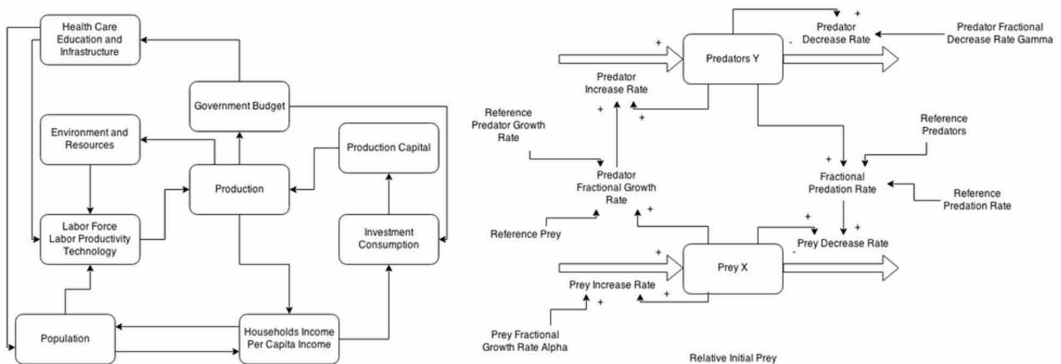 Health Care
Education and
Infrastructure
Government Budget
Environment and
Resources
Production Capital
Production
Labor Force
Labor Productivity
Technology
Investment
Consumption
Population
Households Income
Per Capita Income
+
Predator
Decrease Rate
Predator Fractional
Decrease Rate Gamma
+
Predators Y
-
Predator
Increase Rate
+
+
Reference
Predator Growth
Rate
Reference
Predators
+
Predator
Fractional Growth
Rate
Fractional
Predation Rate
Reference
Predation Rate
Reference Prey
+
+
+
Prey Decrease Rate
+
Prey X
-
Prey Increase Rate
+
+
Prey Fractional
Growth Rate Alpha
Relative Initial Prey